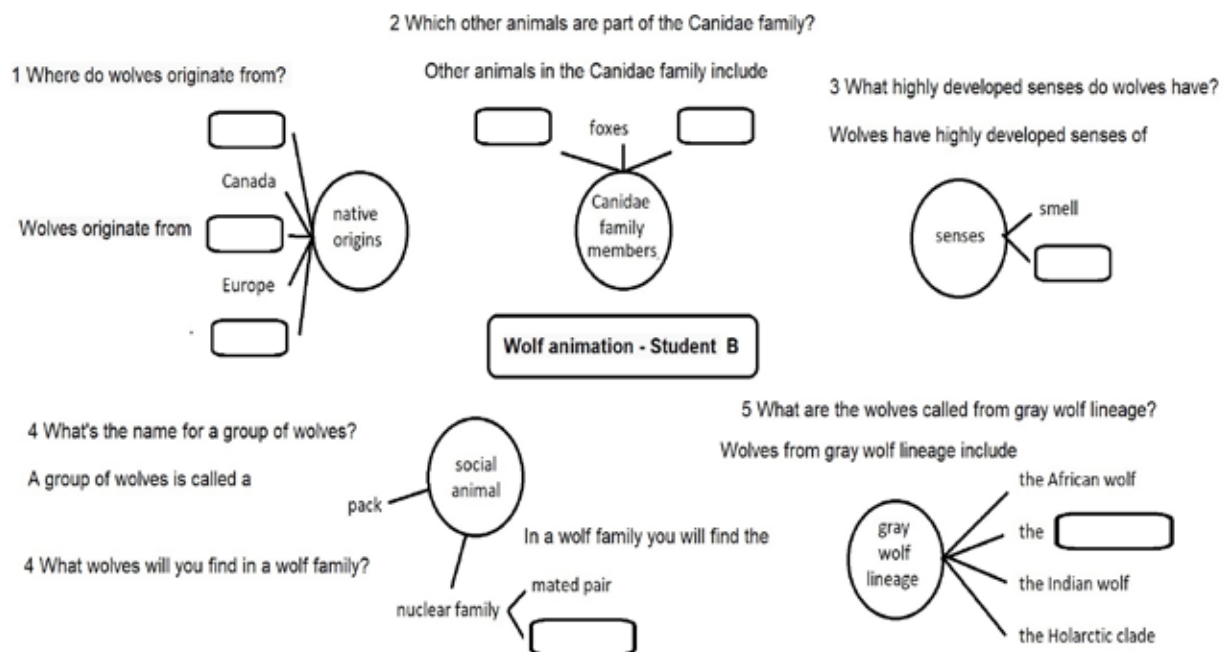 2 Which other animals are part of the Canidae family?
1 Where do wolves originate from?
Other animals in the Canidae family include
3 What highly developed senses do wolves have?
foxes
Wolves have highly developed senses of
Canada
Canidae
family
members
smell
native
origins
Wolves originate from
senses
Europe
Wolf animation - Student B
5 What are the wolves called from gray wolf lineage?
4 What's the name for a group of wolves?
Wolves from gray wolf lineage include
A group of wolves is called a
social
animal
the African wolf
pack
gray
wolf
lineage
In a wolf family you will find the
the
4 What wolves will you find in a wolf family?
mated pair
the Indian wolf
nuclear family
the Holarctic clade